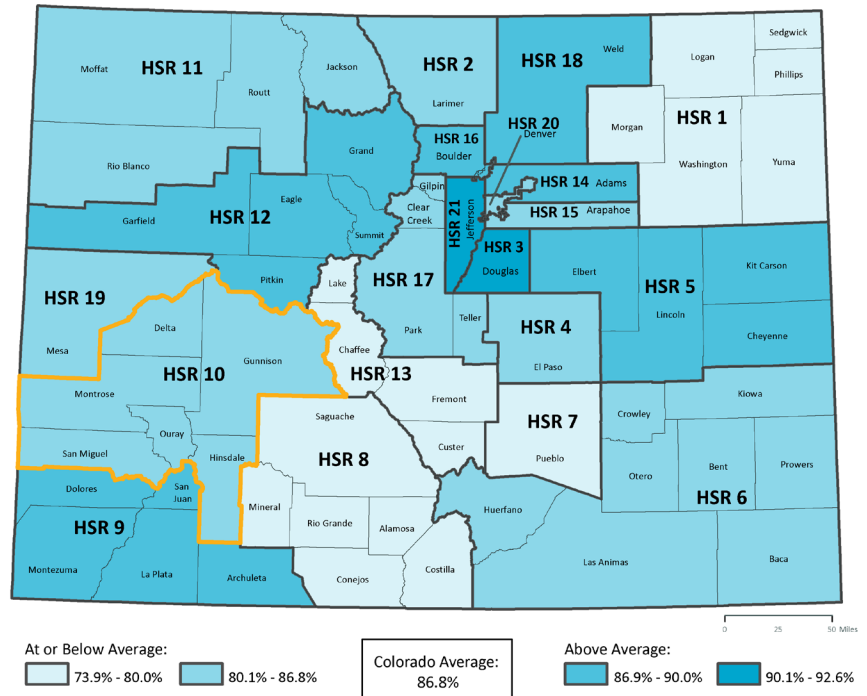 Sedgwick
Moffat
HSR 11
Jackson
HSR 2
HSR 18
Weld
Logan
Phillips
Routt
Larimer
Morgan
HSR 1
HSR 20
Denver
HSR 16
Boulder
Grand
Rio Blanco
Washington
Yuma
Gilpin
HSR 14
Adams
Eagle
Clear
Creek
HSR 21
Jefferson
HSR 15
Arapahoe
Garfield
HSR 12
Summit
HSR 3
Douglas
Elbert
Kit Carson
Pitkin
Lake
HSR 17
HSR 5
HSR 19
Lincoln
Delta
Park
Teller
HSR 4
Cheyenne
Mesa
Chaffee
Gunnison
HSR 10
HSR 13
El Paso
Montrose
Kiowa
Fremont
Saguache
Crowley
HSR 7
Ouray
Custer
San Miguel
Hinsdale
HSR 8
Pueblo
Bent
Prowers
Otero
Dolores
San
Juan
HSR 6
Mineral
Huerfano
HSR 9
Rio Grande
Alamosa
Las Animas
Baca
Montezuma
La Plata
Archuleta
Conejos
Costilla
0 25 50 Miles
At or Below Average:
73.9% - 80.0%
80.1% - 86.8%
Colorado Average:
86.8%
Above Average:
86.9% - 90.0%
90.1% - 92.6%